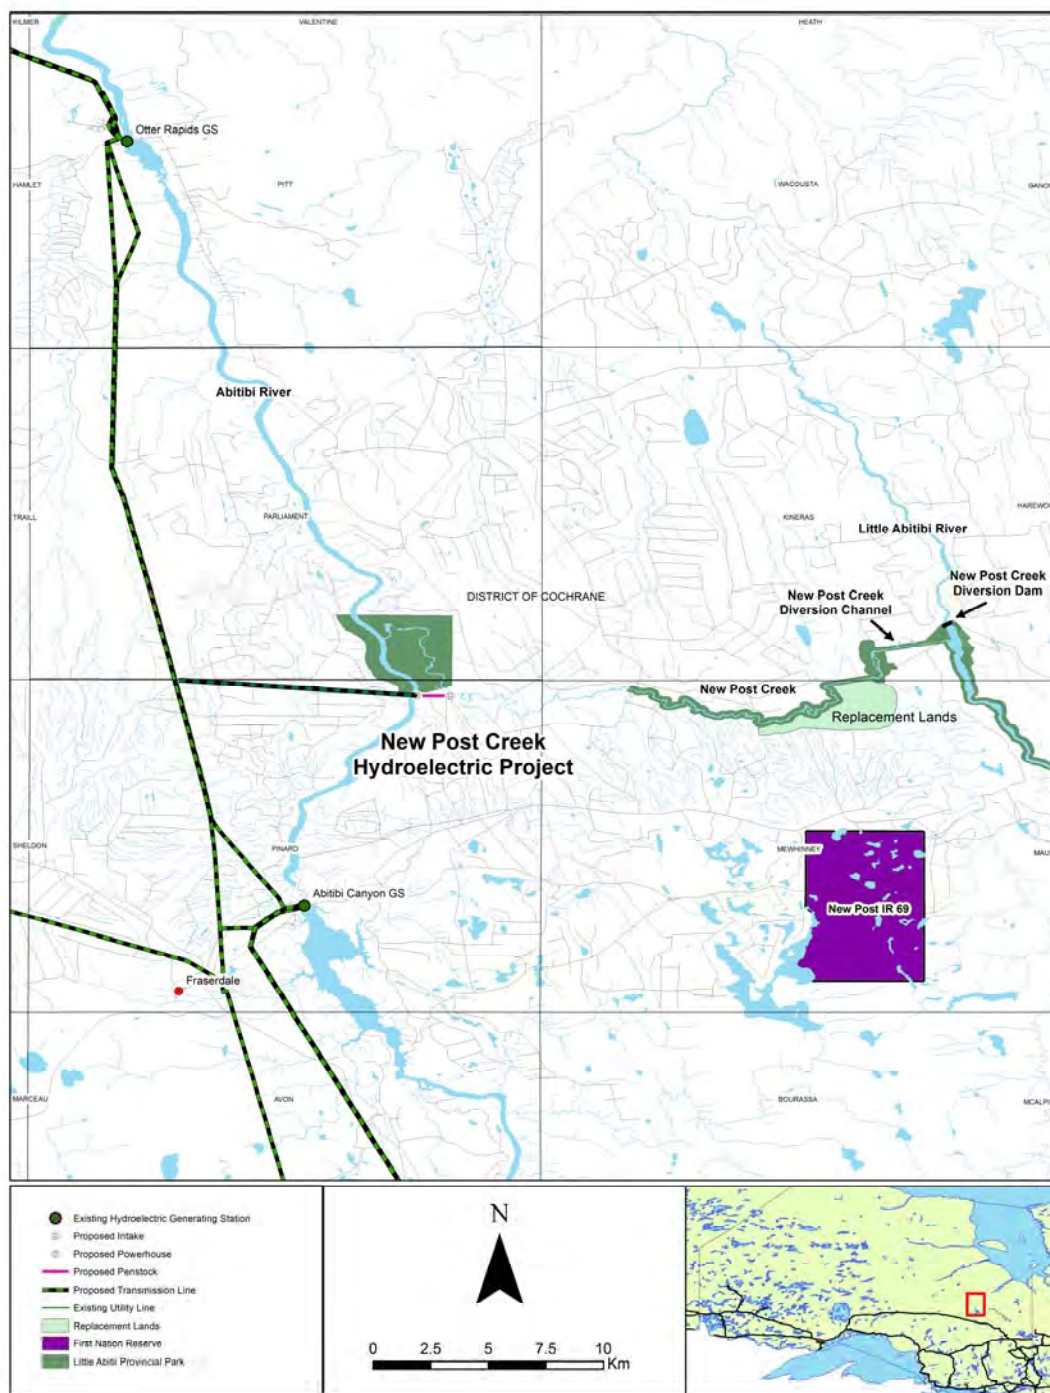 KILMER
VALENTINE
HEATH
Otter Rapids GS
HAMLET
PITT
WACOUSTA
Abitibi River
TRAILL
PARLIAMENT
KINERAS
Little Abitibi River
DISTRICT OF COCHRANE
New Post Creek
Diversion Channel
New Post Creek
Diversion Dam
New Post Creek
Replacement Lands
New Post Creek
Hydroelectric Project
SHELDON
PINARD
MEWHINNEY
Abitibi Canyon GS
New Post IR 69
Fraserdale
MARCEAU
AVON
BOURASSA
Existing Hydroelectric Generating Station
Proposed Intake
Proposed Powerhouse
Proposed Penstock
Proposed Transmission Line
Existing Utility Line
Replacement Lands
First Nation Reserve
Little Abitii Provincial Park
N
0 2.5 5 7.5 10
Km